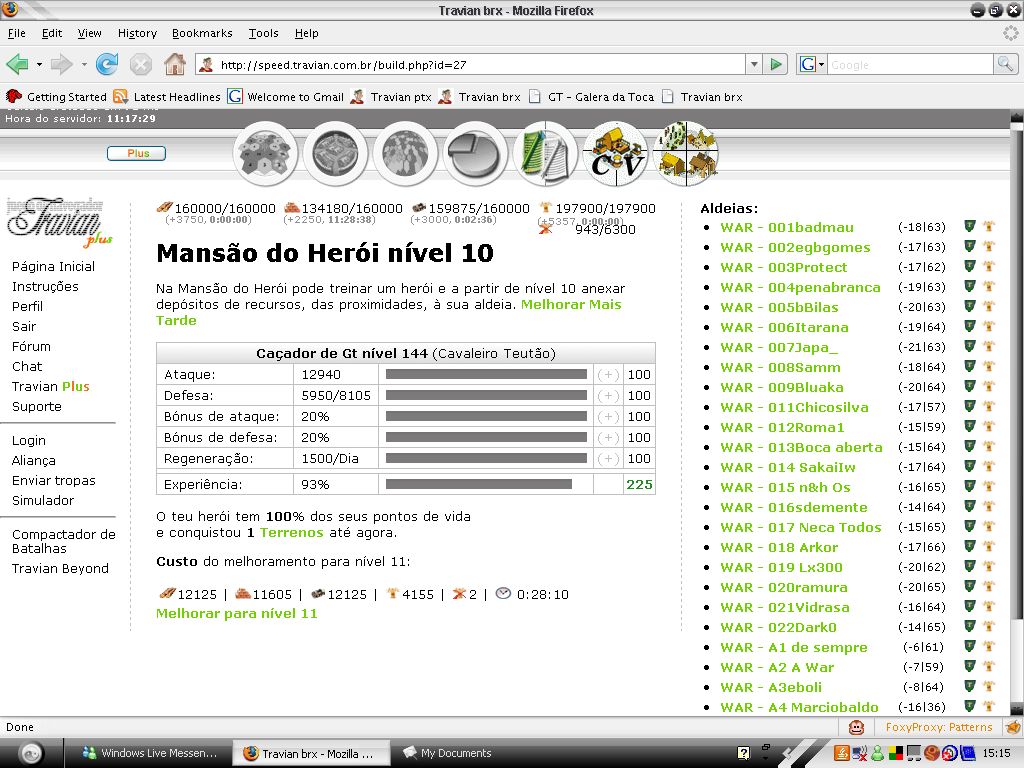 Travian brx - Mozilla Firefox
File Edit View History Bookmarks Tools Help
http://speed.travian.com.br/build.php?id=27
G Google
Getting Started Latest Headlines G Welcome to Gmail Travian ptx Travian brx GT - Galera da Toca Travian brx
Hora do servidor: 11:17:29
Plus
CV
Travian plus
Página Inicial
Instruções
Perfil
Sair
Fórum
Chat
Travian Plus
Suporte
Login
Aliança
Enviar tropas
Simulador
Compactador de
Batalhas
Travian Beyond
160000/160000 134180/160000 159875/160000 197900/197900
(+3750, 0:00:00) (+2250, 11:28:38) (+3000, 0:02:36) (+5357, 0:00:00)
943/6300
Mansão do Herói nível 10
Na Mansão do Herói pode treinar um herói e a partir de nível 10 anexar
depósitos de recursos, das proximidades, à sua aldeia. Melhorar Mais
Tarde
Caçador de Gt nível 144 (Cavaleiro Teutão)
Ataque: 12940 (+) 100
Defesa: 5950/8105 (+) 100
Bónus de ataque: 20% (+) 100
Bónus de defesa: 20% (+) 100
Regeneração: 1500/Dia (+) 100
Experiência: 93% 225
O teu herói tem 100% dos seus pontos de vida
e conquistou 1 Terrenos até agora.
Custo do melhoramento para nível 11:
12125 | 11605 | 12125 | 4155 | 2 | 0:28:10
Melhorar para nível 11
Aldeias:
WAR - 001badmau (-18|63)
WAR - 002egbgomes (-17|63)
WAR - 003Protect (-17|62)
WAR - 004penabranca (-19|63)
WAR - 005bBilas (-20|63)
WAR - 006Itarana (-19|64)
WAR - 007Japa_ (-21|63)
WAR - 008Samm (-18|64)
WAR - 009Bluaka (-20|64)
WAR - 011Chicosilva (-17|57)
WAR - 012Roma1 (-15|59)
WAR - 013Boca aberta (-15|64)
WAR - 014 SakaiIw (-17|64)
WAR - 015 n&h Os (-16|65)
WAR - 016sdemente (-14|64)
WAR - 017 Neca Todos (-15|65)
WAR - 018 Arkor (-17|66)
WAR - 019 Lx300 (-20|62)
WAR - 020ramura (-20|65)
WAR - 021Vidrasa (-16|64)
WAR - 022Dark0 (-14|65)
WAR - A1 de sempre (-6|61)
WAR - A2 A War (-7|59)
WAR - A3eboli (-8|64)
WAR - A4 Marciobaldo (-16|36)
Done FoxyProxy: Patterns
Windows Live Messen... Travian brx - Mozilla ... My Documents 15:15